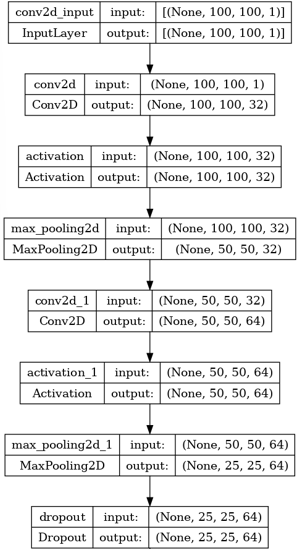 conv2d_input input: [(None, 100, 100, 1)]
InputLayer output: [(None, 100, 100, 1)]
conv2d input: (None, 100, 100, 1)
Conv2D output: (None, 100, 100, 32)
activation input: (None, 100, 100, 32)
Activation output: (None, 100, 100, 32)
max_pooling2d input: (None, 100, 100, 32)
MaxPooling2D output: (None, 50, 50, 32)
conv2d_1 input: (None, 50, 50, 32)
Conv2D output: (None, 50, 50, 64)
activation_1 input: (None, 50, 50, 64)
Activation output: (None, 50, 50, 64)
max_pooling2d_1 input: (None, 50, 50, 64)
MaxPooling2D output: (None, 25, 25, 64)
dropout input: (None, 25, 25, 64)
Dropout output: (None, 25, 25, 64)